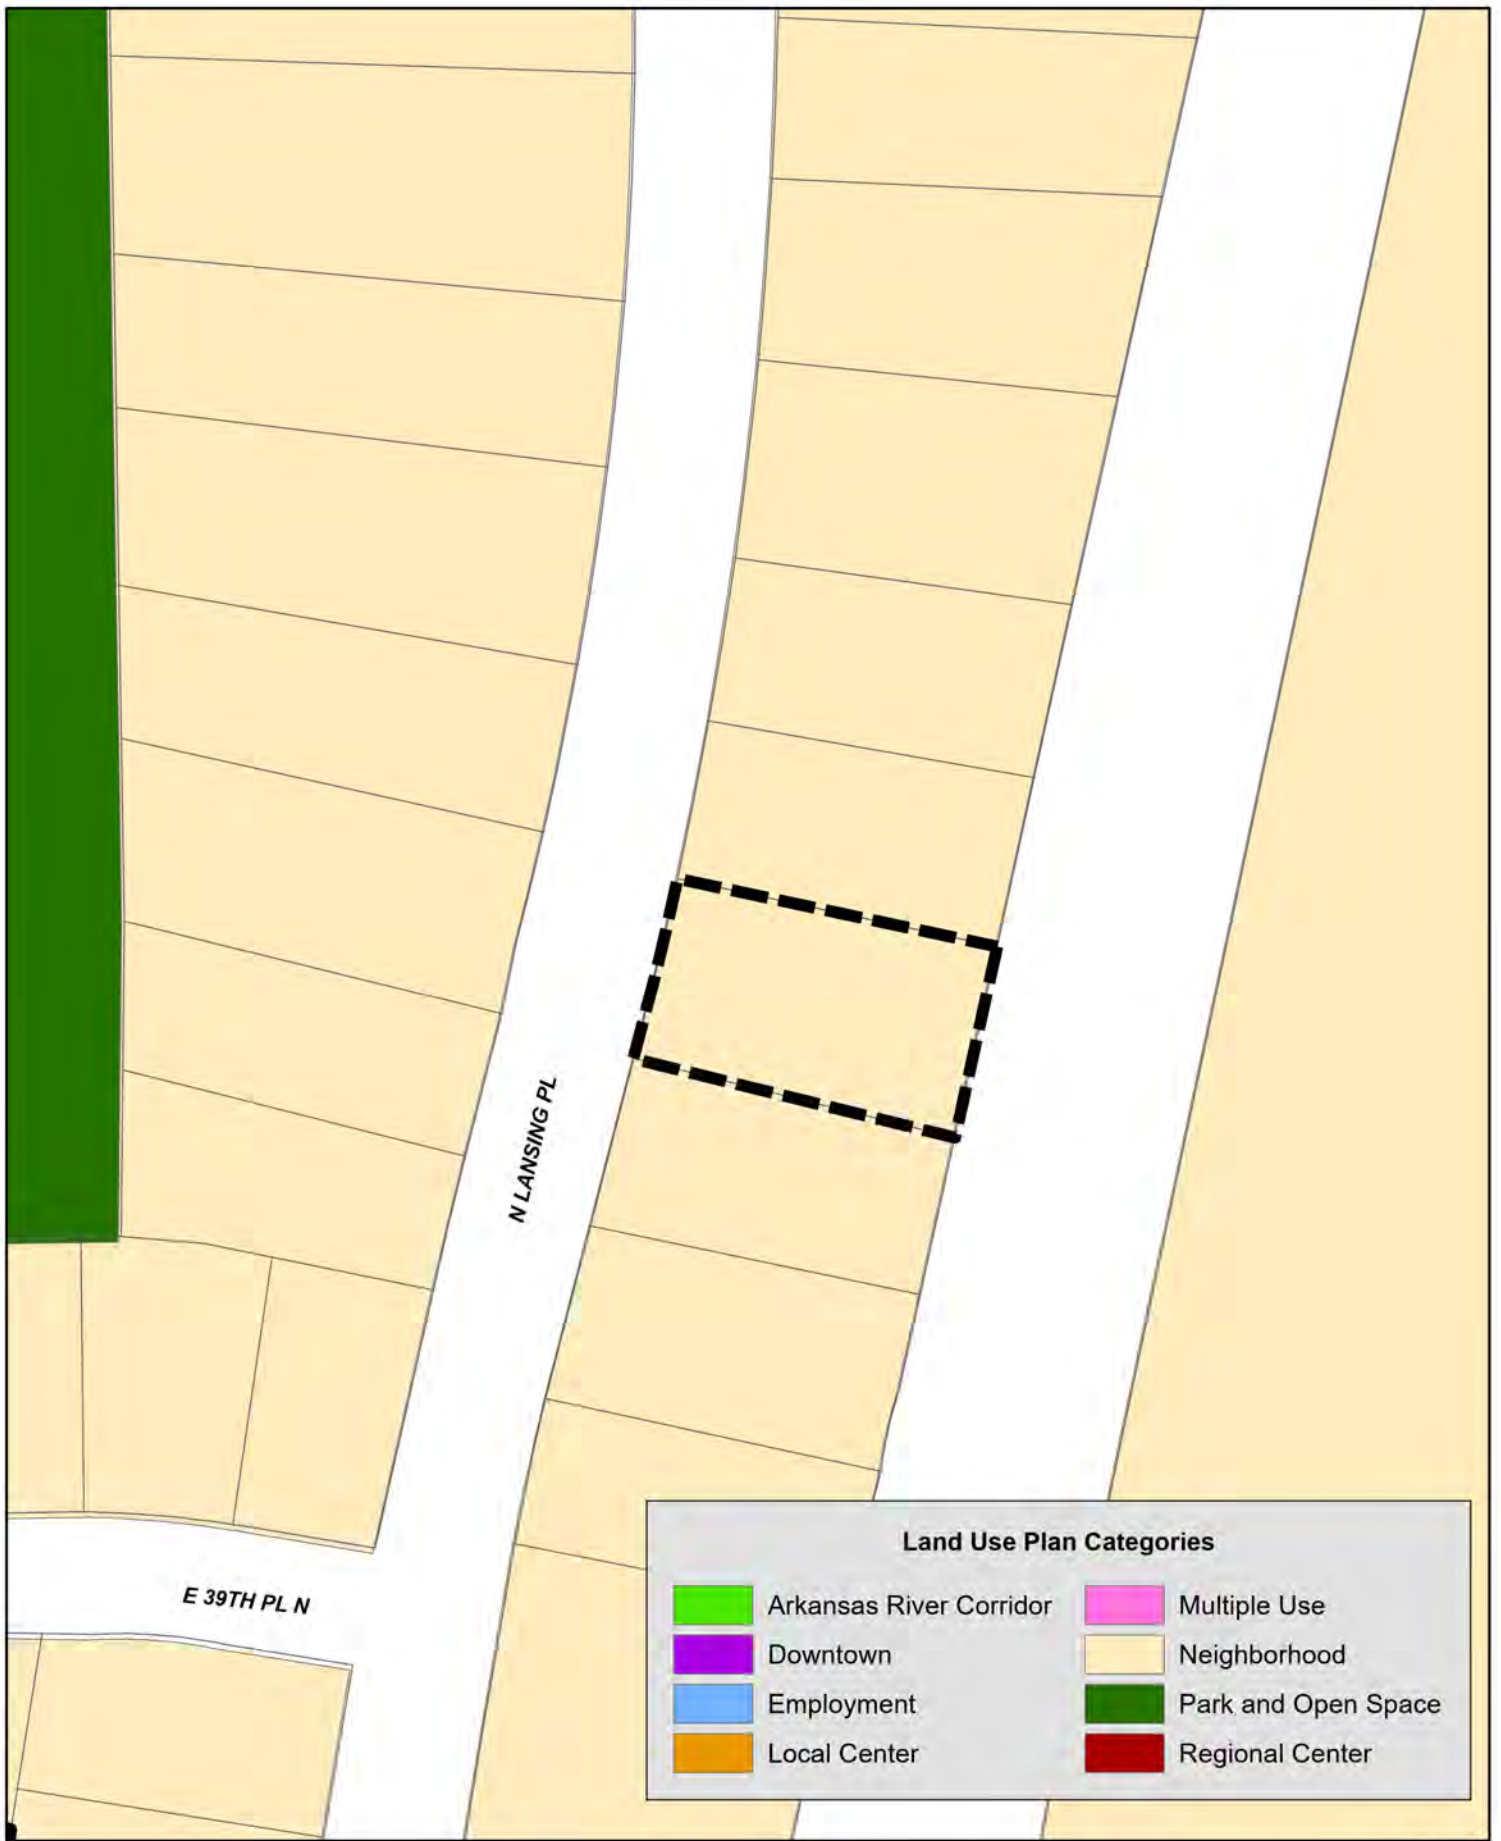 N LANSING PL
E 39TH PL N
Land Use Plan Categories
Arkansas River Corridor
Downtown
Employment
Local Center
Multiple Use
Neighborhood
Park and Open Space
Regional Center